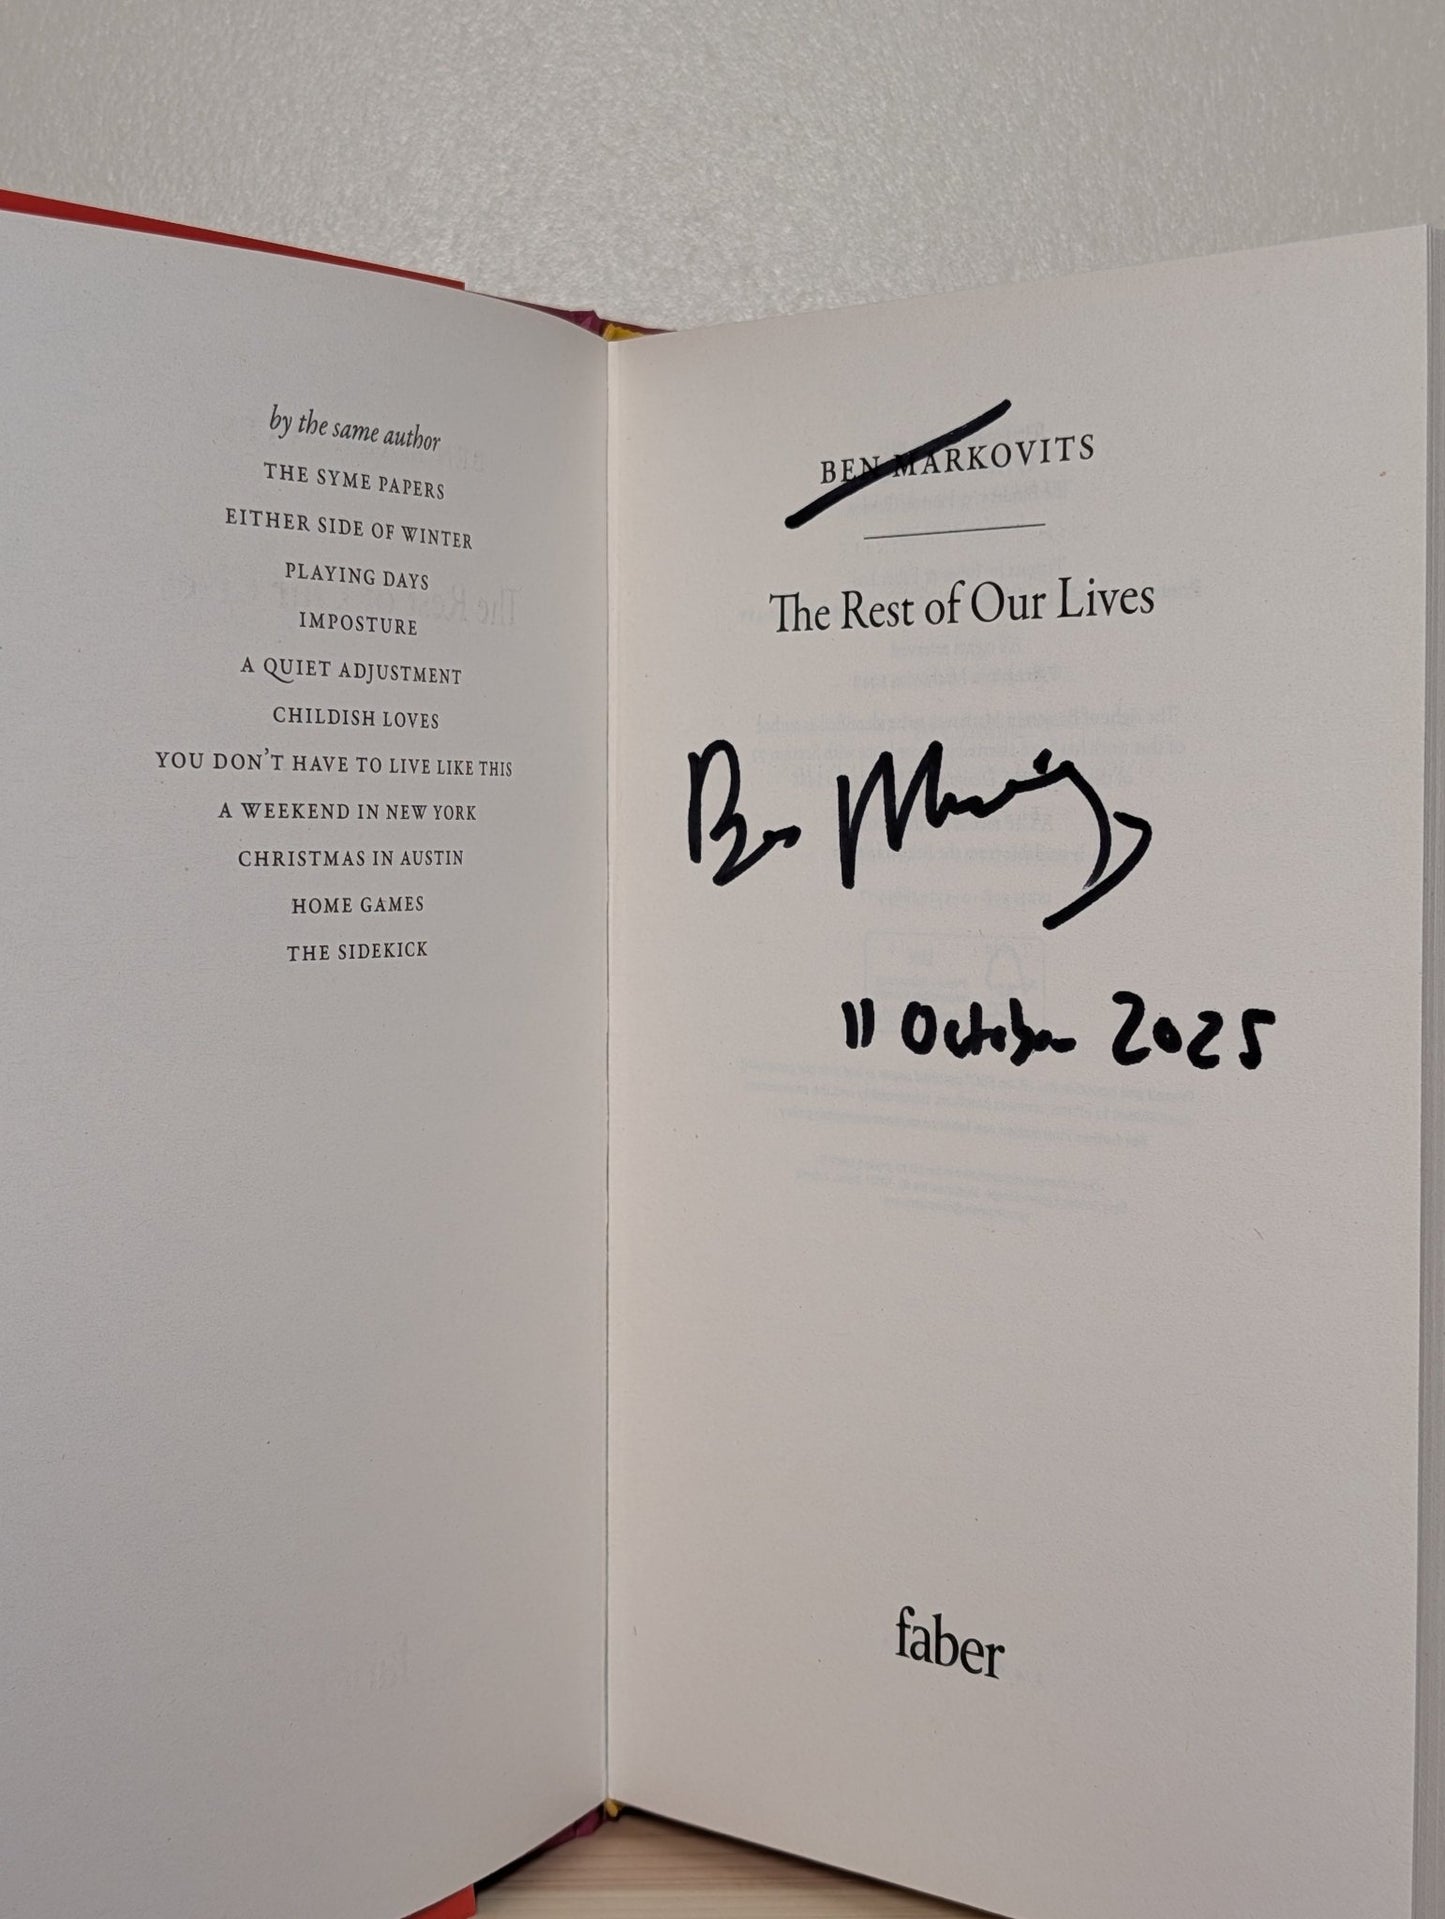 by the same author
THE SYME PAPERS
EITHER SIDE OF WINTER
PLAYING DAYS
IMPOSTURE
A QUIET ADJUSTMENT
CHILDISH LOVES
YOU DON'T HAVE TO LIVE LIKE THIS
A WEEKEND IN NEW YORK
CHRISTMAS IN AUSTIN
HOME GAMES
THE SIDEKICK
BEN MARKOVITS
The Rest of Our Lives
Ben
11 October 2025
faber